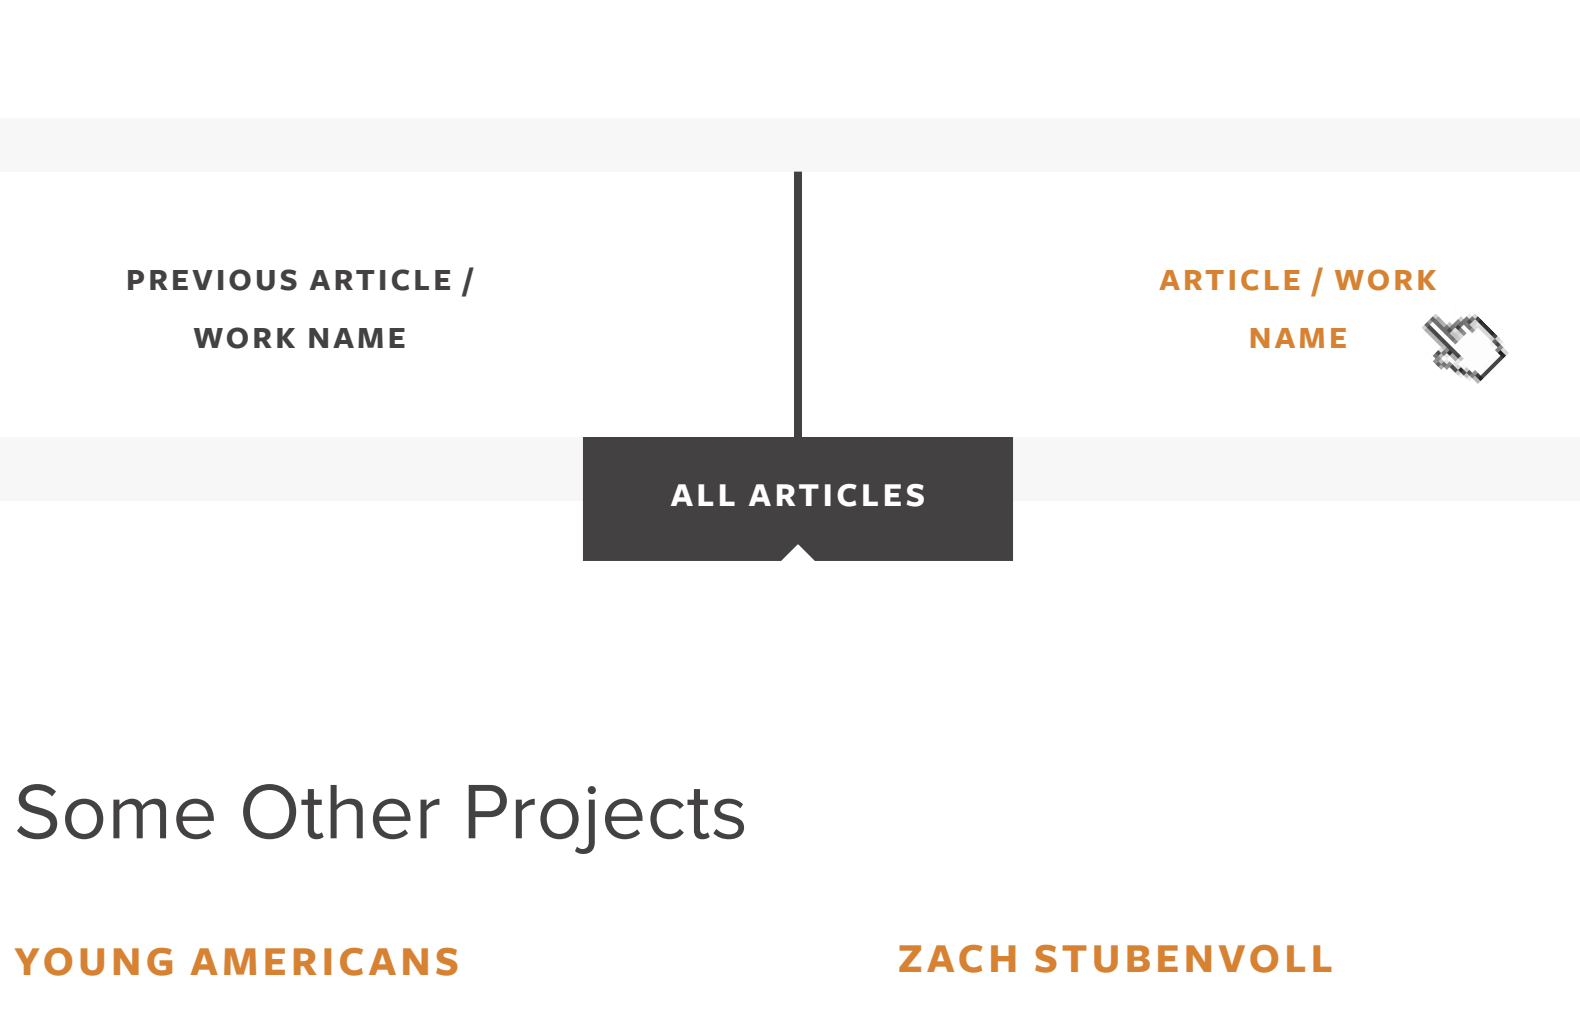 PREVIOUS ARTICLE /
WORK NAME
ARTICLE / WORK
NAME
ALL ARTICLES
Some Other Projects
YOUNG AMERICANS
ZACH STUBENVOLL